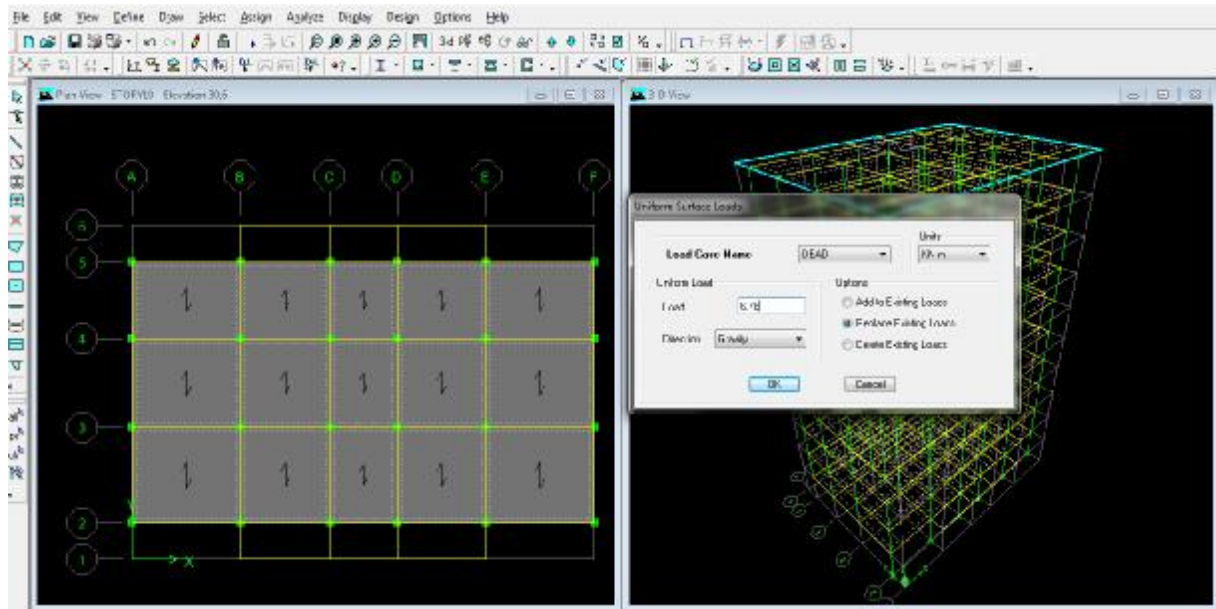 File Edit View Define Draw Select Assign Analyze Display Design Options Help
3d
Plan View STORY10 Elevation 30.6
3-D View
A B C D E F
6
5
4
3
2
1
X
Uniform Surface Loads
Load Case Name DEAD
Units
KN-m
Uniform Load
Load
Direction Gravity
Options
Add to Existing Loads
Replace Existing Loads
Delete Existing Loads
OK Cancel